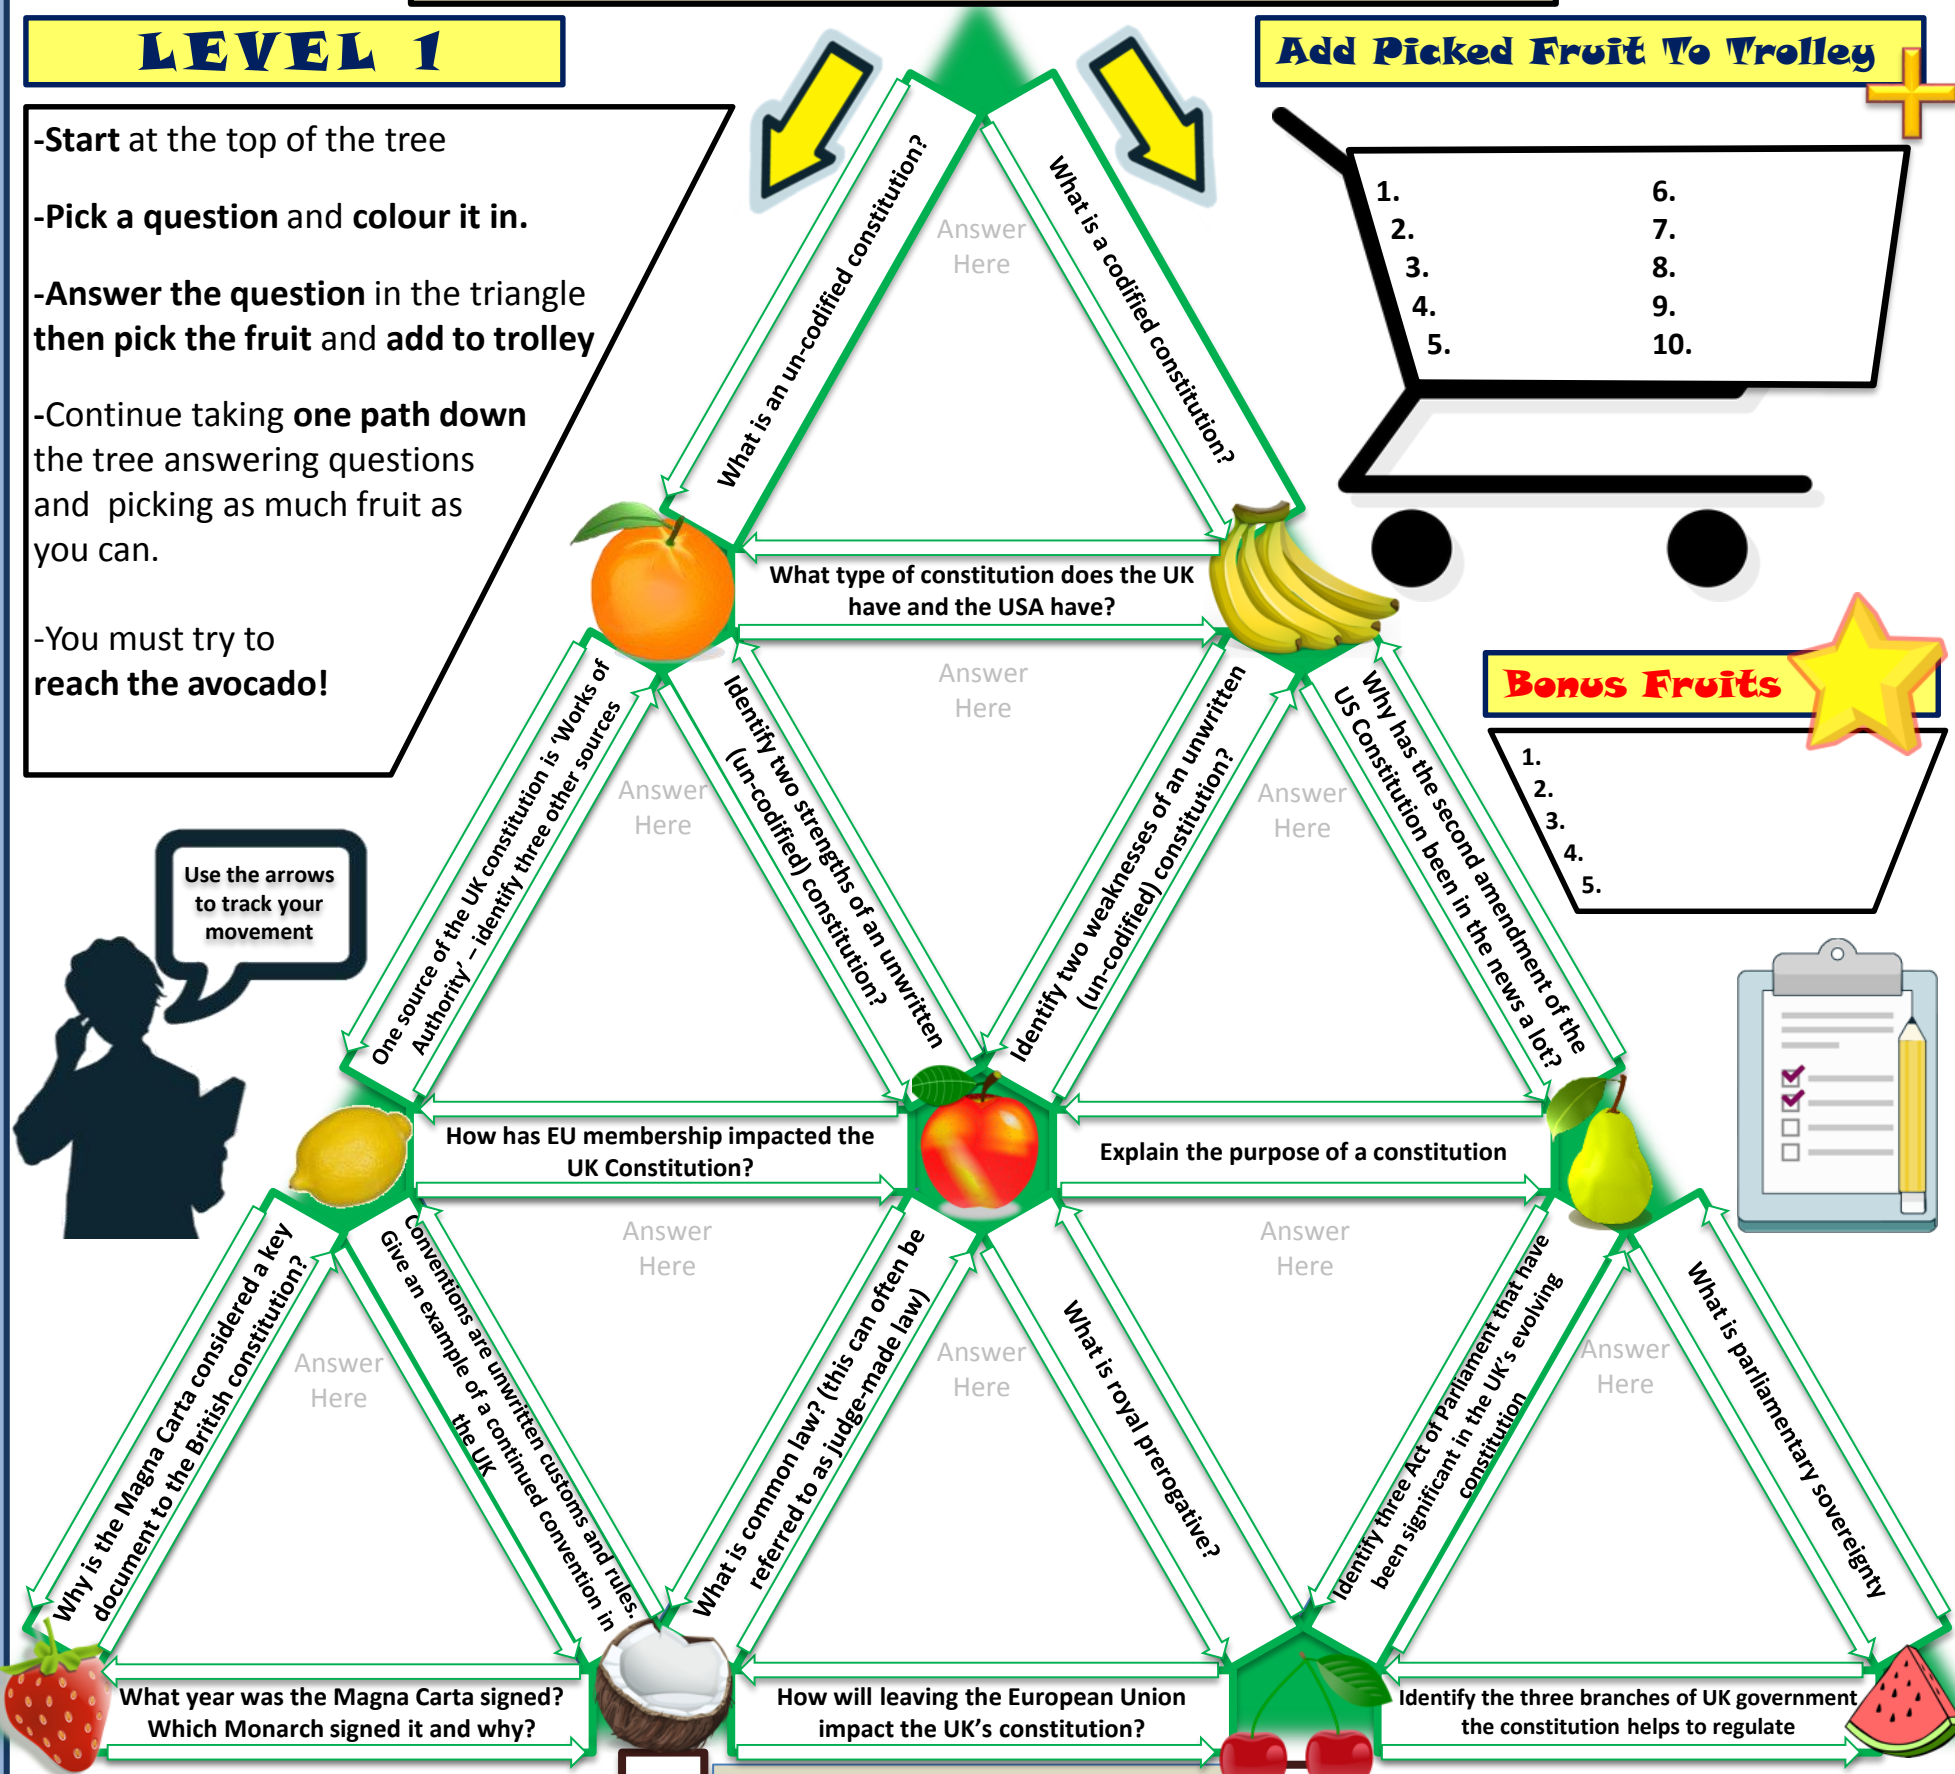 LEVEL 1
-Start at the top of the tree
-Pick a question and colour it in.
-Answer the question in the triangle
then pick the fruit and add to trolley
-Continue taking one path down
the tree answering questions
and picking as much fruit as
you can.
-You must try to
reach the avocado!
Add Picked Fruit To Trolley
1.
2.
3.
4.
5.
6.
7.
8.
9.
10.
What is an un-codified constitution?
Answer
Here
What is a codified constitution?
What type of constitution does the UK
have and the USA have?
Bonus Fruits
1.
2.
3.
4.
5.
One source of the UK constitution is ‘Works of
Authority’ – identify three other sources
Answer
Here
Identify two strengths of an unwritten
(un-codified) constitution?
Answer
Here
Identify two weaknesses of an unwritten
(un-codified) constitution?
Answer
Here
Why has the second amendment of the
US Constitution been in the news a lot?
Use the arrows
to track your
movement
How has EU membership impacted the
UK Constitution?
Explain the purpose of a constitution
Why is the Magna Carta considered a key
document to the British constitution?
Answer
Here
Conventions are unwritten customs and rules.
Give an example of a continued convention in
the UK
Answer
Here
What is common law? (this can often be
referred to as judge-made law)
Answer
Here
What is royal prerogative?
Answer
Here
Identify three Act of Parliament that have
been significant in the UK’s evolving
constitution
Answer
Here
What is parliamentary sovereignty
What year was the Magna Carta signed?
Which Monarch signed it and why?
How will leaving the European Union
impact the UK’s constitution?
Identify the three branches of UK government
the constitution helps to regulate